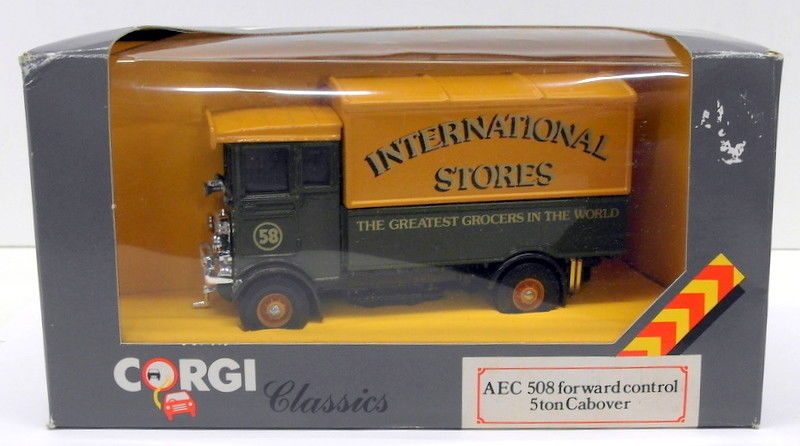 INTERNATIONAL
STORES
THE GREATEST GROCERS IN THE WORLD
58
CORGI
Classics
AEC 508 forward control
5ton Cabover